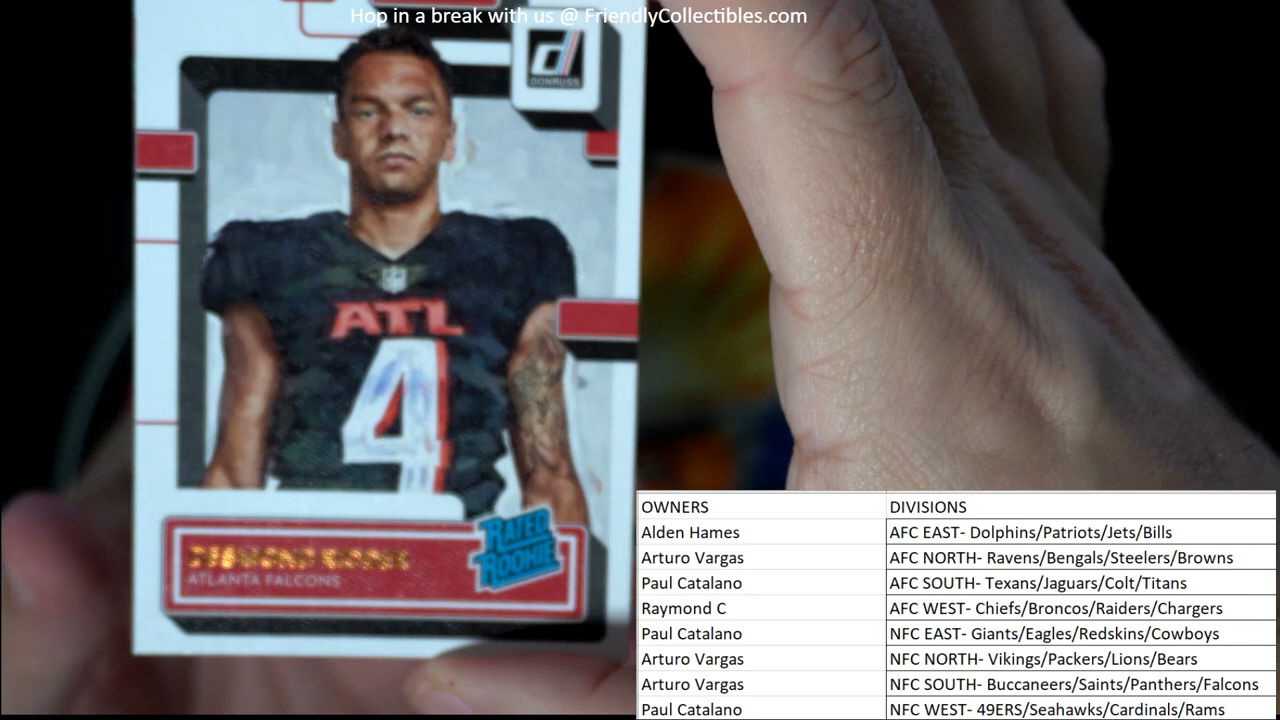 Hop in a break with us @ FriendlyCollectibles.com
d
DONRUSS
ATL
4
RATED
ROOKIE
DESMOND RIDDER
ATLANTA FALCONS
OWNERS DIVISIONS
Alden Hames AFC EAST- Dolphins/Patriots/Jets/Bills
Arturo Vargas AFC NORTH- Ravens/Bengals/Steelers/Browns
Paul Catalano AFC SOUTH- Texans/Jaguars/Colt/Titans
Raymond C AFC WEST- Chiefs/Broncos/Raiders/Chargers
Paul Catalano NFC EAST- Giants/Eagles/Redskins/Cowboys
Arturo Vargas NFC NORTH- Vikings/Packers/Lions/Bears
Arturo Vargas NFC SOUTH- Buccaneers/Saints/Panthers/Falcons
Paul Catalano NFC WEST- 49ERS/Seahawks/Cardinals/Rams